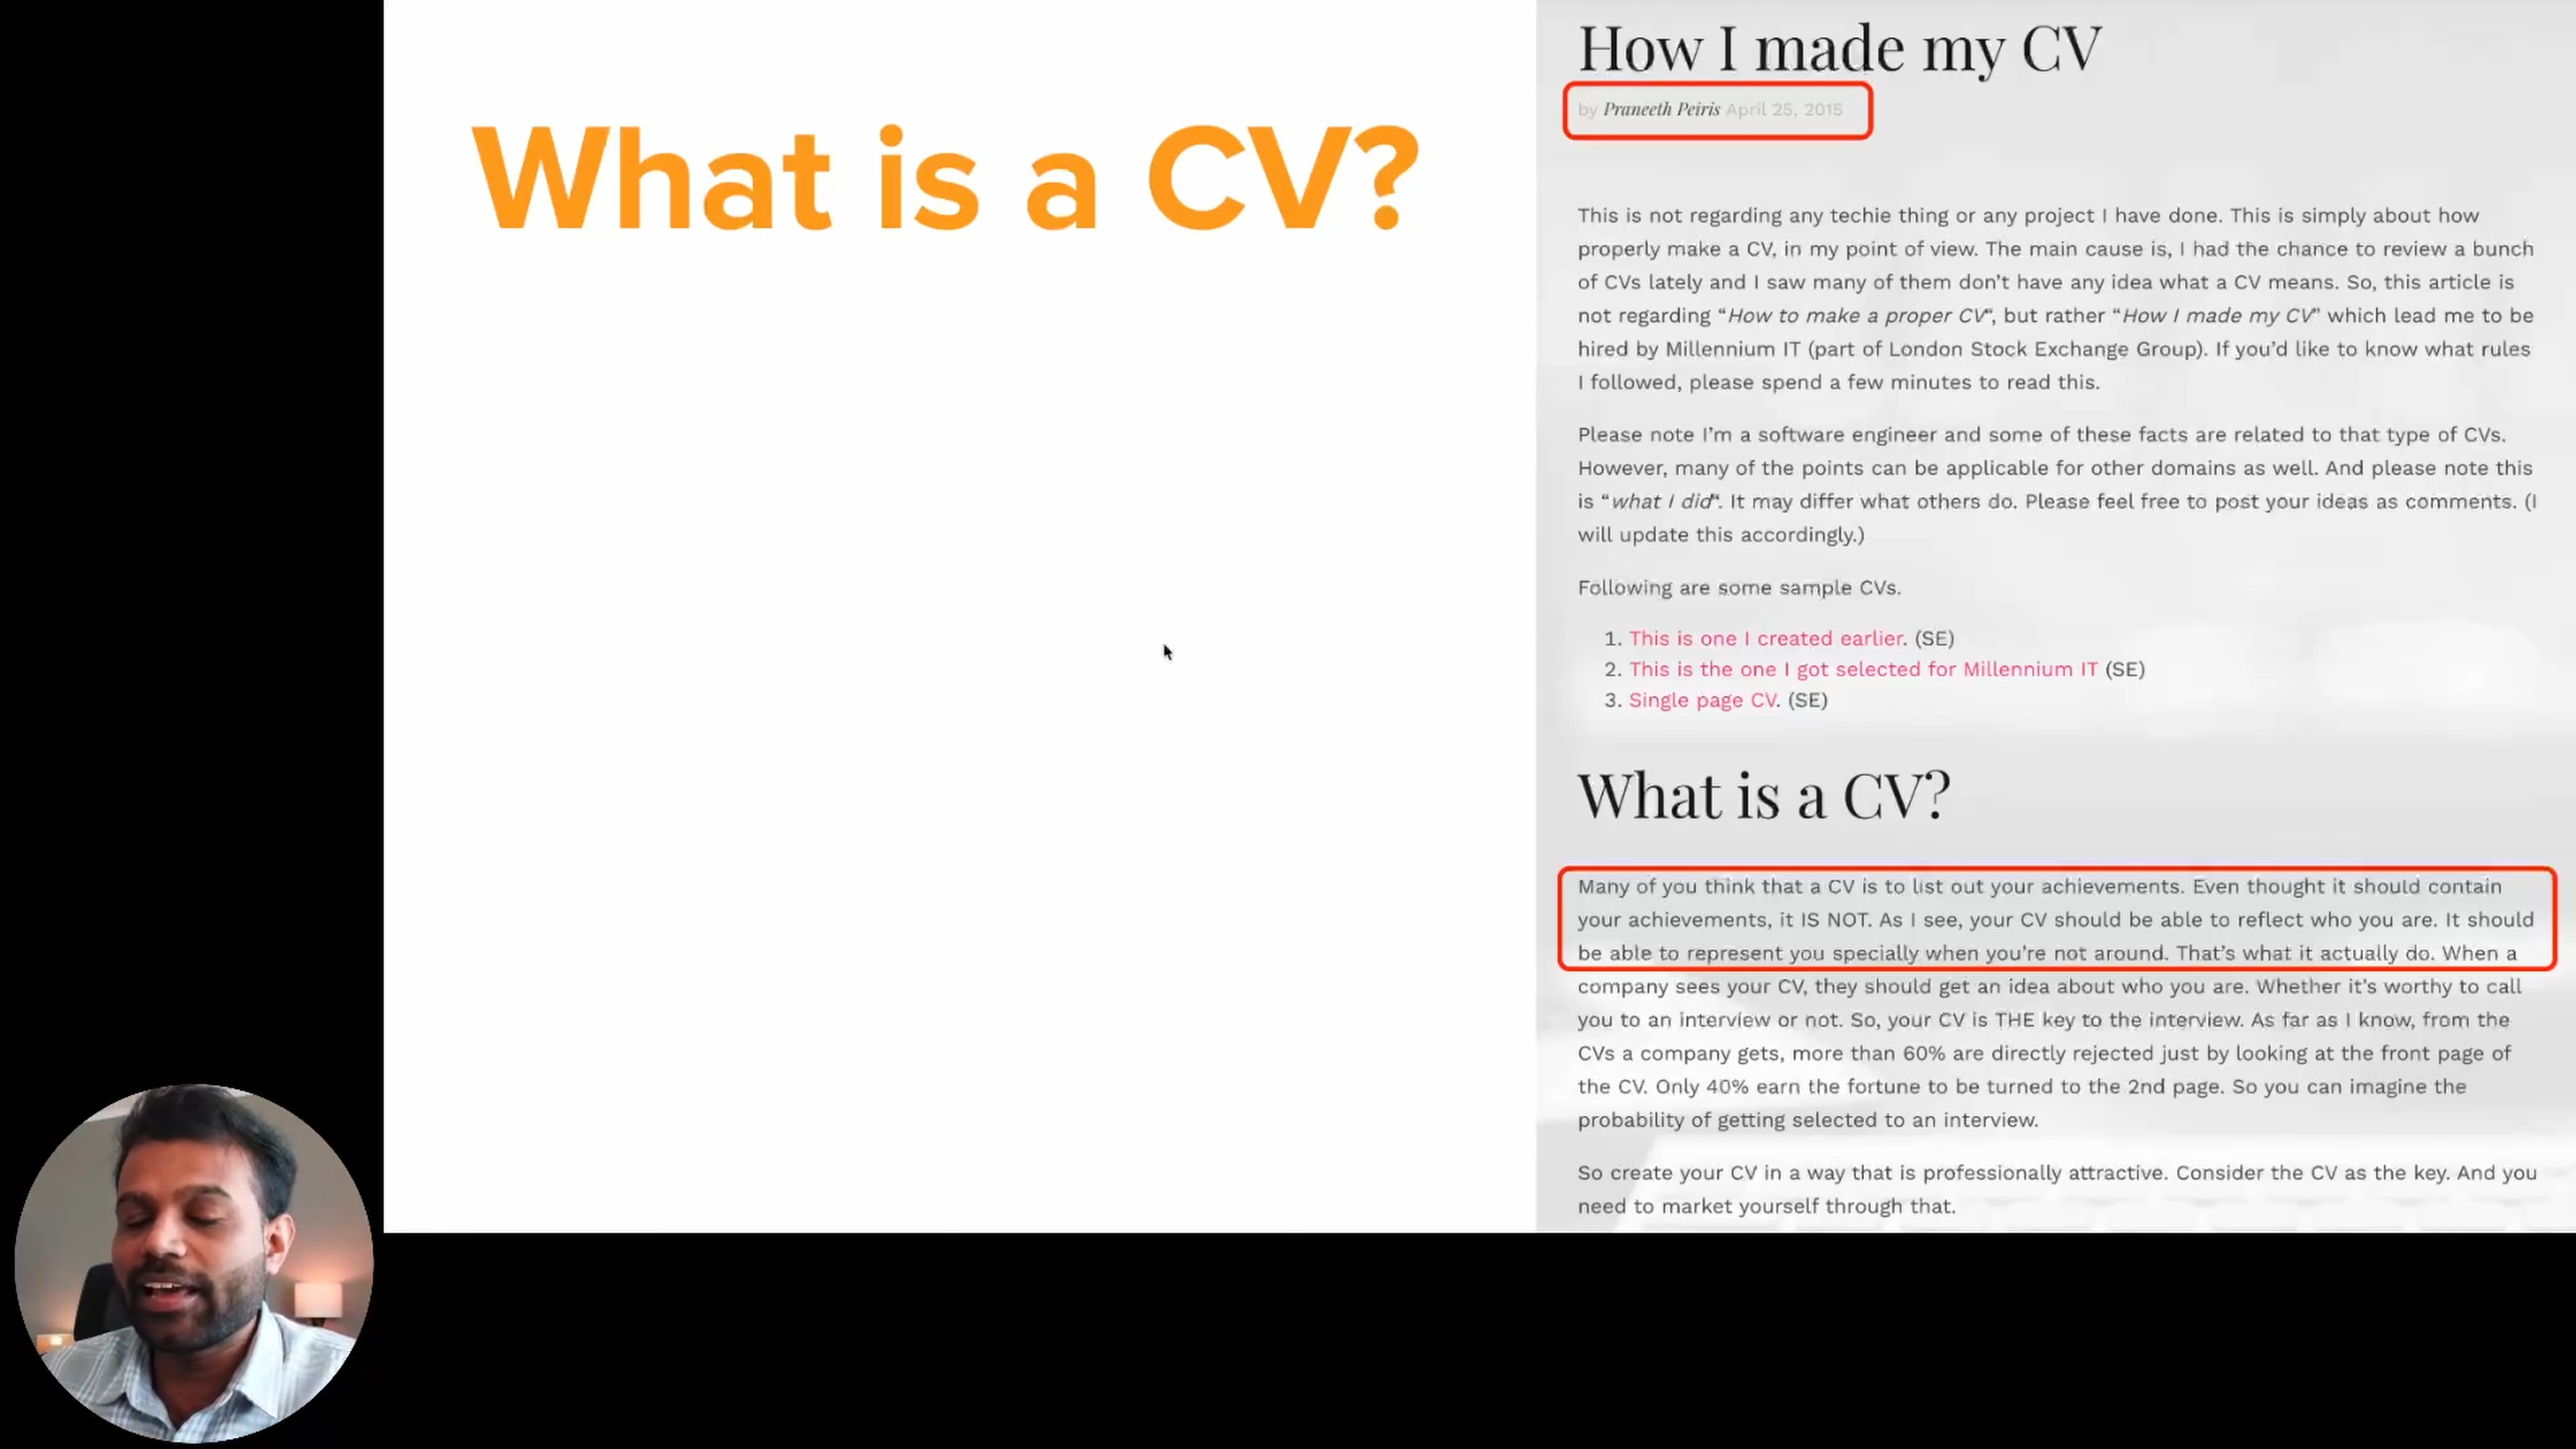 What is a CV?
How I made my CV
by Praneeth Peiris April 25, 2015
This is not regarding any techie thing or any project I have done. This is simply about how
properly make a CV, in my point of view. The main cause is, I had the chance to review a bunch
of CVs lately and I saw many of them don’t have any idea what a CV means. So, this article is
not regarding “How to make a proper CV“, but rather “How I made my CV” which lead me to be
hired by Millennium IT (part of London Stock Exchange Group). If you’d like to know what rules
I followed, please spend a few minutes to read this.
Please note I’m a software engineer and some of these facts are related to that type of CVs.
However, many of the points can be applicable for other domains as well. And please note this
is “what I did“. It may differ what others do. Please feel free to post your ideas as comments. (I
will update this accordingly.)
Following are some sample CVs.
1. This is one I created earlier. (SE)
2. This is the one I got selected for Millennium IT (SE)
3. Single page CV. (SE)
What is a CV?
Many of you think that a CV is to list out your achievements. Even thought it should contain
your achievements, it IS NOT. As I see, your CV should be able to reflect who you are. It should
be able to represent you specially when you’re not around. That’s what it actually do. When a
company sees your CV, they should get an idea about who you are. Whether it’s worthy to call
you to an interview or not. So, your CV is THE key to the interview. As far as I know, from the
CVs a company gets, more than 60% are directly rejected just by looking at the front page of
the CV. Only 40% earn the fortune to be turned to the 2nd page. So you can imagine the
probability of getting selected to an interview.
So create your CV in a way that is professionally attractive. Consider the CV as the key. And you
need to market yourself through that.